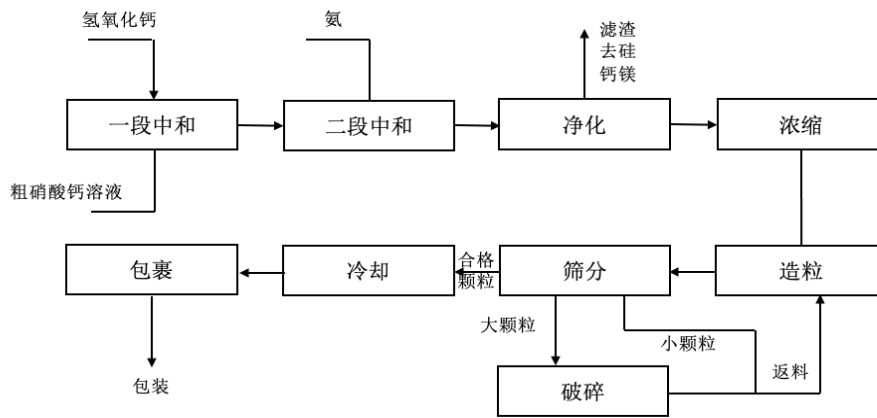 氢氧化钙
氨
滤渣
去硅
钙镁
一段中和
二段中和
净化
浓缩
粗硝酸钙溶液
包裹
冷却
合格
颗粒
筛分
造粒
大颗粒
小颗粒
包装
破碎
返料